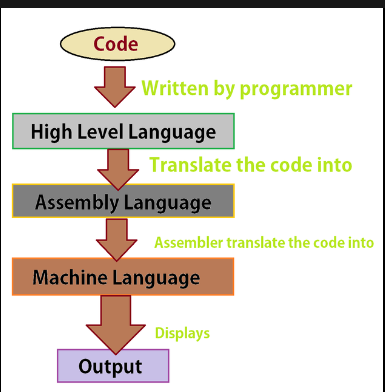 Code
Written by programmer
High Level Language
Translate the code into
Assembly Language
Assembler translate the code into
Machine Language
Displays
Output